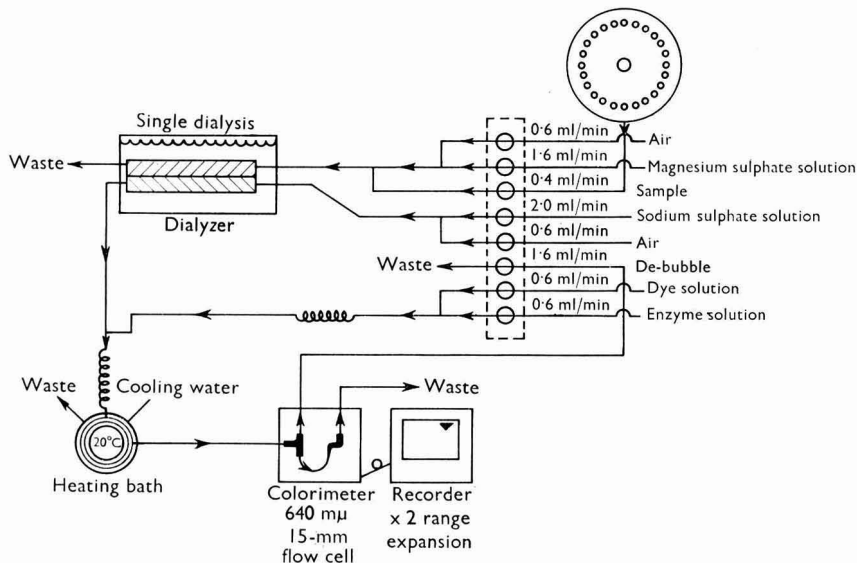 0·6 ml/min
Air
Single dialysis
1·6 ml/min
Waste
Magnesium sulphate solution
0·4 ml/min
Sample
2·0 ml/min
Sodium sulphate solution
Dialyzer
0·6 ml/min
Air
1·6 ml/min
Waste
De-bubble
0·6 ml/min
Dye solution
0·6 ml/min
Enzyme solution
Waste
Cooling water
Waste
20°C
Heating bath
Colorimeter
640 mμ
15-mm
flow cell
Recorder
x 2 range
expansion